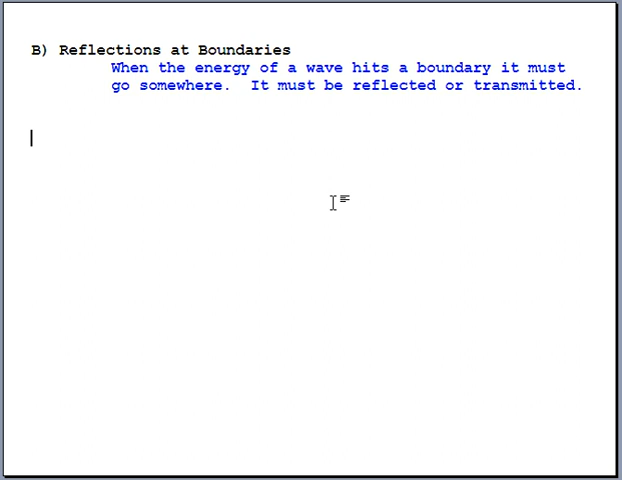 B) Reflections at Boundaries
When the energy of a wave hits a boundary it must
go somewhere. It must be reflected or transmitted.